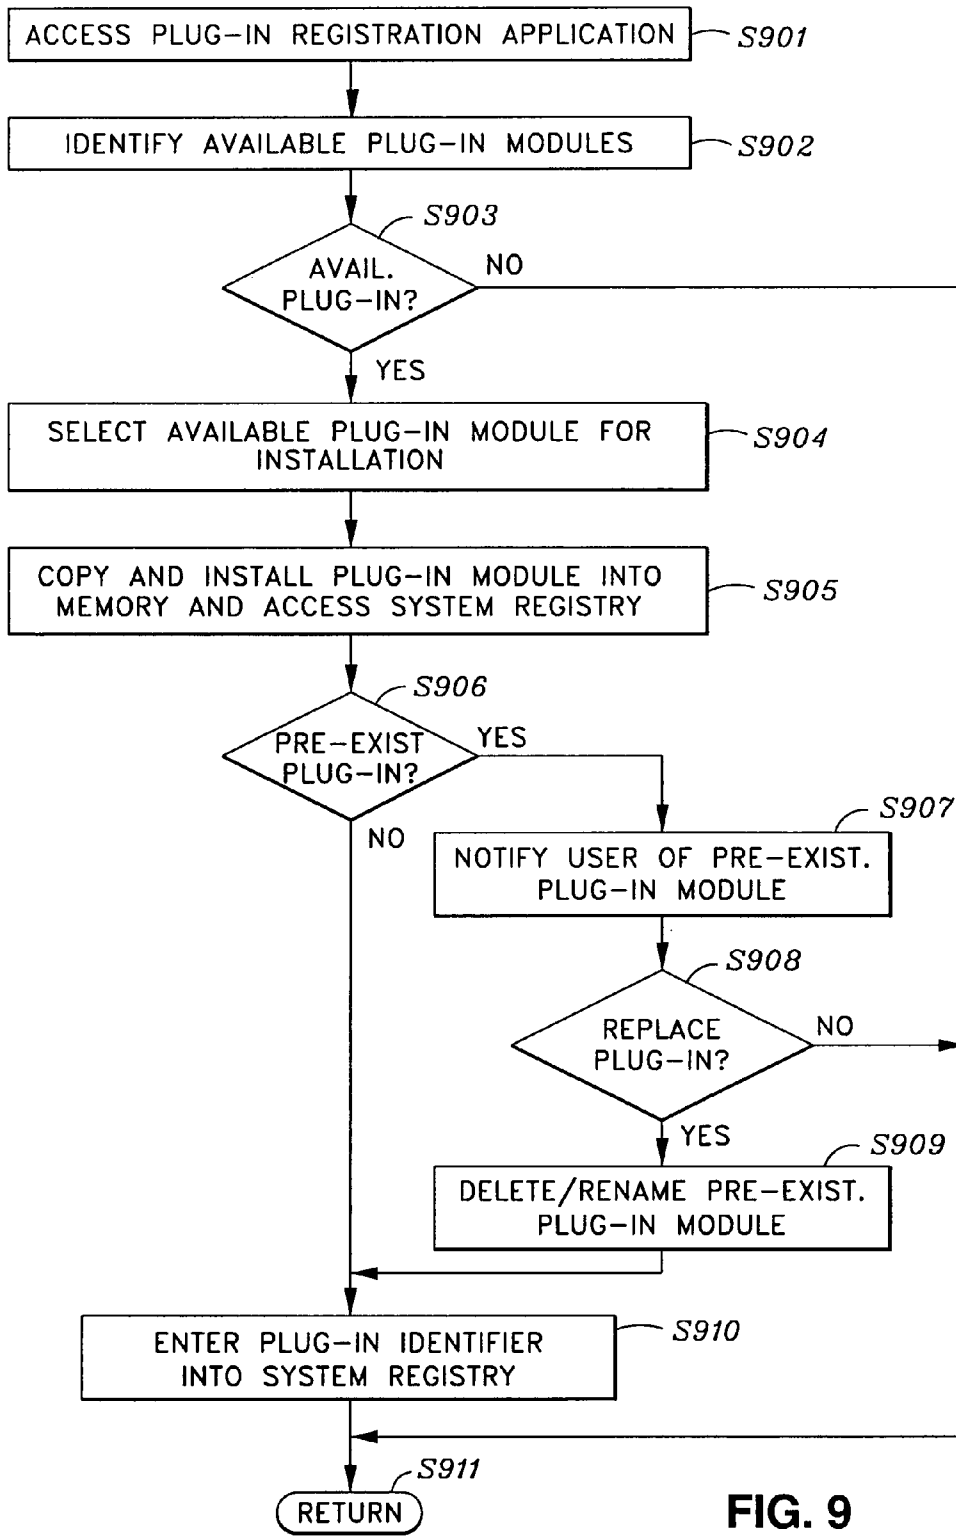 ACCESS PLUG-IN REGISTRATION APPLICATION
S901
IDENTIFY AVAILABLE PLUG-IN MODULES
S902
S903
AVAIL.
PLUG-IN?
NO
YES
SELECT AVAILABLE PLUG-IN MODULE FOR
INSTALLATION
S904
COPY AND INSTALL PLUG-IN MODULE INTO
MEMORY AND ACCESS SYSTEM REGISTRY
S905
S906
PRE-EXIST
PLUG-IN?
YES
NO
S907
NOTIFY USER OF PRE-EXIST.
PLUG-IN MODULE
S908
REPLACE
PLUG-IN?
NO
YES
S909
DELETE/RENAME PRE-EXIST.
PLUG-IN MODULE
ENTER PLUG-IN IDENTIFIER
INTO SYSTEM REGISTRY
S910
S911
RETURN
FIG. 9